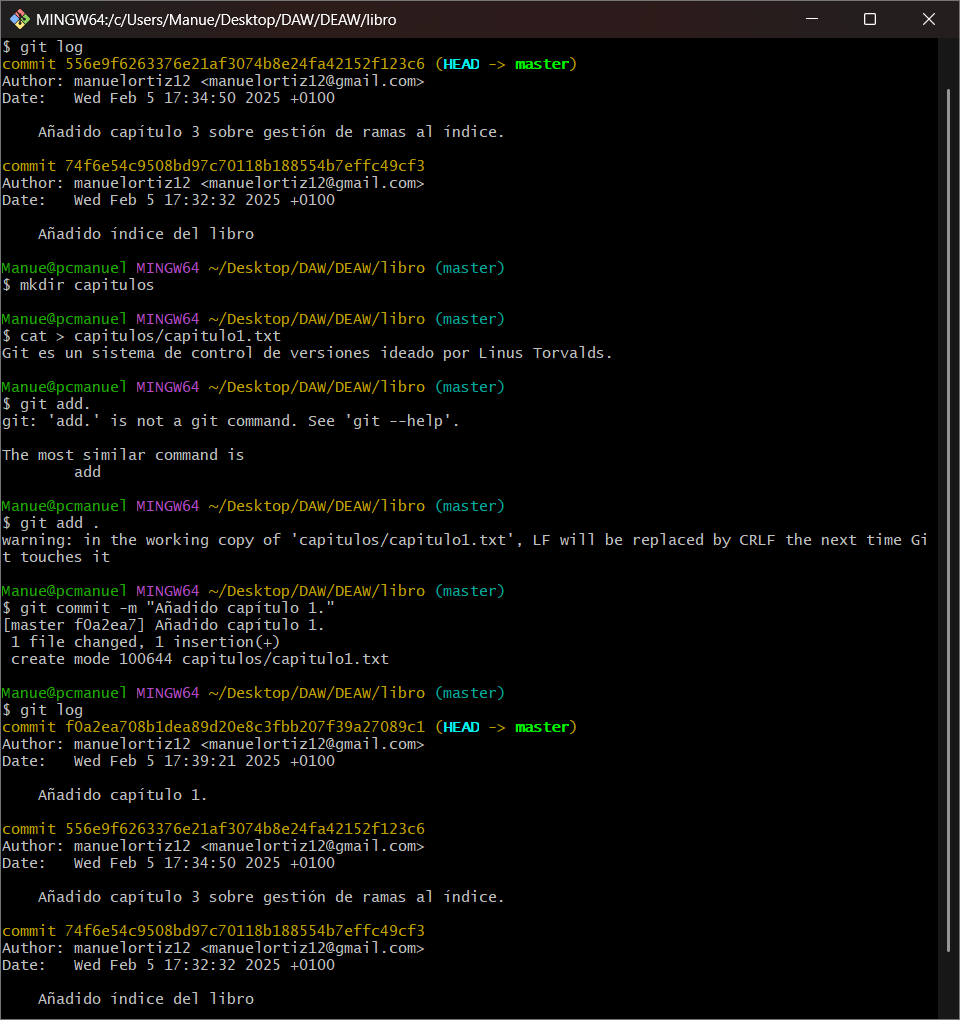 MINGW64:/c/Users/Manue/Desktop/DAW/DEAW/libro
$ git log
commit 556e9f6263376e21af3074b8e24fa42152f123c6 (HEAD -> master)
Author: manuelortiz12 <manuelortiz12@gmail.com>
Date:   Wed Feb 5 17:34:50 2025 +0100
Añadido capítulo 3 sobre gestión de ramas al índice.
commit 74f6e54c9508bd97c70118b188554b7effc49cf3
Author: manuelortiz12 <manuelortiz12@gmail.com>
Date:   Wed Feb 5 17:32:32 2025 +0100
Añadido índice del libro
Manue@pcmanuel MINGW64 ~/Desktop/DAW/DEAW/libro (master)
$ mkdir capitulos
Manue@pcmanuel MINGW64 ~/Desktop/DAW/DEAW/libro (master)
$ cat > capitulos/capitulo1.txt
Git es un sistema de control de versiones ideado por Linus Torvalds.
Manue@pcmanuel MINGW64 ~/Desktop/DAW/DEAW/libro (master)
$ git add.
git: 'add.' is not a git command. See 'git --help'.
The most similar command is
add
Manue@pcmanuel MINGW64 ~/Desktop/DAW/DEAW/libro (master)
$ git add .
warning: in the working copy of 'capitulos/capitulo1.txt', LF will be replaced by CRLF the next time Gi
t touches it
Manue@pcmanuel MINGW64 ~/Desktop/DAW/DEAW/libro (master)
$ git commit -m "Añadido capítulo 1."
[master f0a2ea7] Añadido capítulo 1.
1 file changed, 1 insertion(+)
create mode 100644 capitulos/capitulo1.txt
Manue@pcmanuel MINGW64 ~/Desktop/DAW/DEAW/libro (master)
$ git log
commit f0a2ea708b1dea89d20e8c3fbb207f39a27089c1 (HEAD -> master)
Author: manuelortiz12 <manuelortiz12@gmail.com>
Date:   Wed Feb 5 17:39:21 2025 +0100
Añadido capítulo 1.
commit 556e9f6263376e21af3074b8e24fa42152f123c6
Author: manuelortiz12 <manuelortiz12@gmail.com>
Date:   Wed Feb 5 17:34:50 2025 +0100
Añadido capítulo 3 sobre gestión de ramas al índice.
commit 74f6e54c9508bd97c70118b188554b7effc49cf3
Author: manuelortiz12 <manuelortiz12@gmail.com>
Date:   Wed Feb 5 17:32:32 2025 +0100
Añadido índice del libro